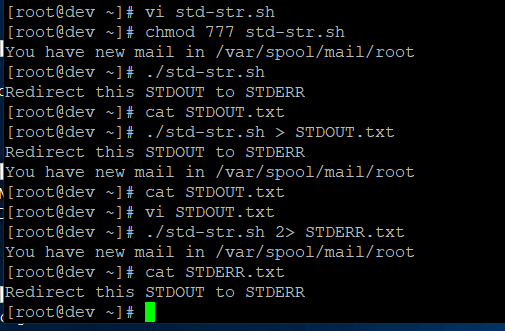 [root@dev ~]# vi std-str.sh
[root@dev ~]# chmod 777 std-str.sh
You have new mail in /var/spool/mail/root
[root@dev ~]# ./std-str.sh
Redirect this STDOUT to STDERR
[root@dev ~]# cat STDOUT.txt
[root@dev ~]# ./std-str.sh > STDOUT.txt
Redirect this STDOUT to STDERR
You have new mail in /var/spool/mail/root
[root@dev ~]# cat STDOUT.txt
[root@dev ~]# vi STDOUT.txt
[root@dev ~]# ./std-str.sh 2> STDERR.txt
You have new mail in /var/spool/mail/root
[root@dev ~]# cat STDERR.txt
Redirect this STDOUT to STDERR
[root@dev ~]#